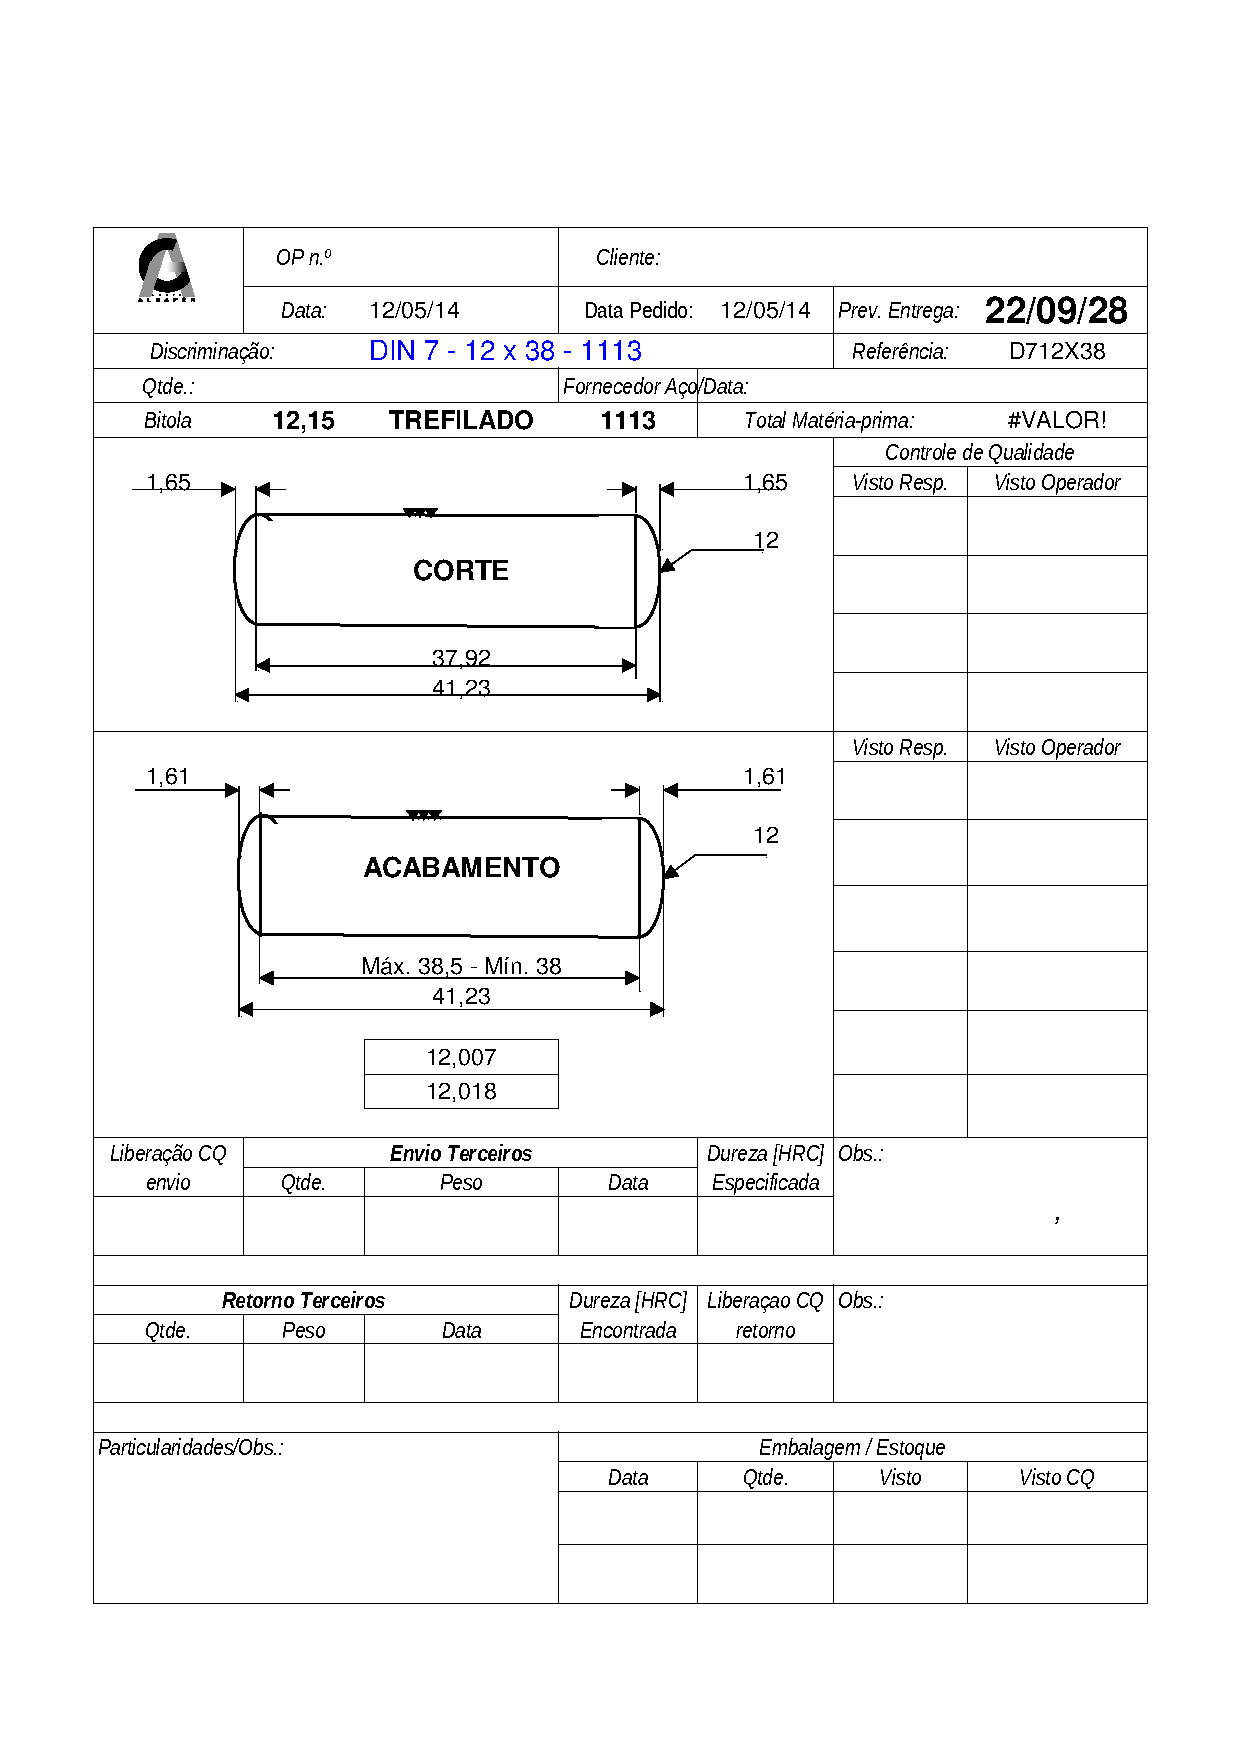 ALBAFER
OP n.º
Cliente:
Data: 12/05/14 Data Pedido: 12/05/14 Prev. Entrega: 22/09/28
Discriminação: DIN 7 - 12 x 38 - 1113 Referência: D712X38
Qtde.: Fornecedor Aço/Data:
Bitola 12,15 TREFILADO 1113 Total Matéria-prima: #VALOR!
Controle de Qualidade
1,65 1,65 Visto Resp. Visto Operador
12
CORTE
37,92
41,23
Visto Resp. Visto Operador
1,61 1,61
12
ACABAMENTO
Máx. 38,5 - Mín. 38
41,23
12,007
12,018
Liberação CQ Envio Terceiros Dureza [HRC] Obs.:
envio Qtde. Peso Data Especificada
,
Retorno Terceiros Dureza [HRC] Liberaçao CQ Obs.:
Qtde. Peso Data Encontrada retorno
Particularidades/Obs.: Embalagem / Estoque
Data Qtde. Visto Visto CQ